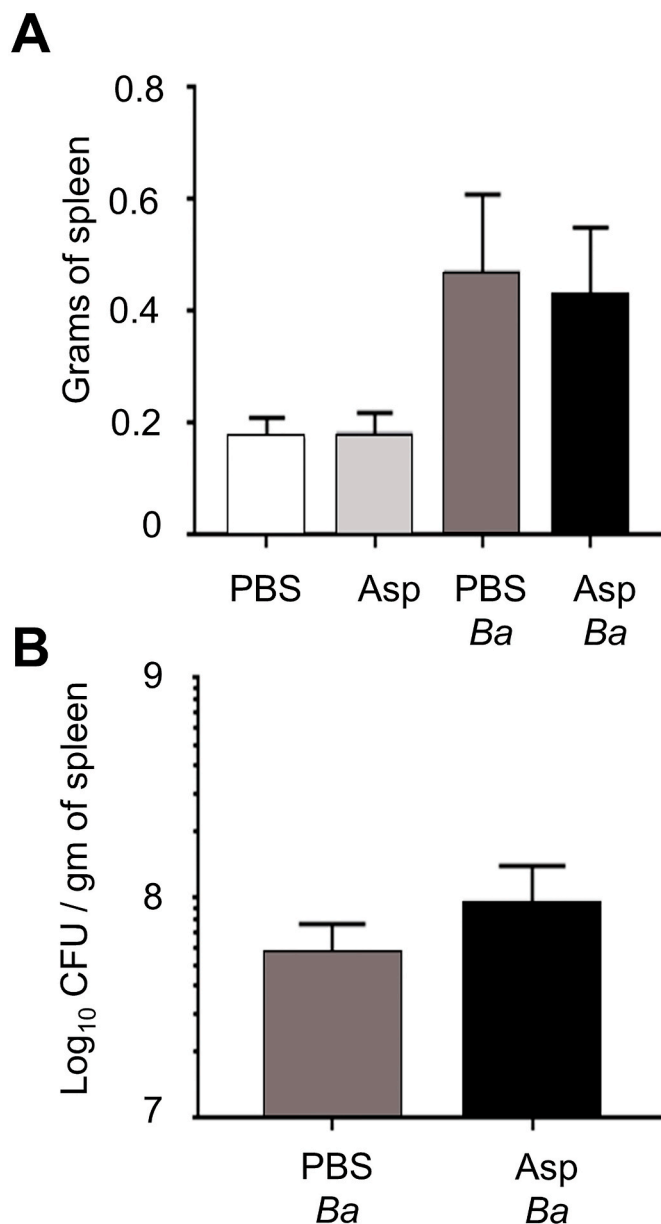 A
Grams of spleen
0.8
0.6
0.4
0.2
0
PBS Asp PBS Asp
Ba Ba
B
Log₁₀ CFU / gm of spleen
9
8
7
PBS Asp
Ba Ba